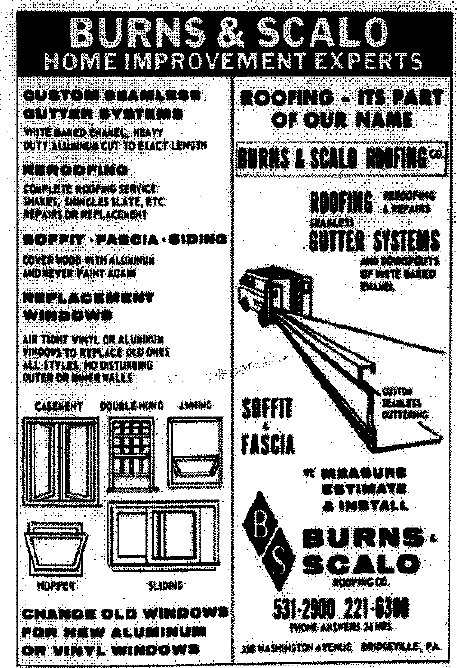 BURNS & SCALO
HOME IMPROVEMENT EXPERTS
CUSTOM SEAMLESS
GUTTER SYSTEMS
WHITE BAKED ENAMEL, HEAVY
DUTY ALUMINUM CUT TO EXACT LENGTH
REROOFING
COMPLETE ROOFING SERVICE
SHAKES, SHINGLES SLATE, ETC.
REPAIRS OR REPLACEMENT
SOFFIT · FASCIA · SIDING
COVER WOOD WITH ALUMINUM
AND NEVER PAINT AGAIN
REPLACEMENT
WINDOWS
AIR TIGHT VINYL OR ALUMINUM
WINDOWS TO REPLACE OLD ONES
ALL STYLES, NO DISTURBING
OUTER OR INNER WALLS
CASEMENT DOUBLE-HUNG AWNING
HOPPER SLIDING
CHANGE OLD WINDOWS
FOR NEW ALUMINUM
OR VINYL WINDOWS
ROOFING - ITS PART
OF OUR NAME
BURNS & SCALO ROOFING CO.
ROOFING REROOFING
& REPAIRS
SEAMLESS
GUTTER SYSTEMS
AND DOWNSPOUTS
OF WHITE BAKED
ENAMEL
CUSTOM
SEAMLESS
GUTTERING
SOFFIT
&
FASCIA
WE MEASURE
ESTIMATE
& INSTALL
B
S
BURNS &
SCALO
ROOFING CO.
531-2900 221-6300
PHONE ANSWERS 24 HRS.
WASHINGTON AVENUE BRIDGEVILLE, PA.